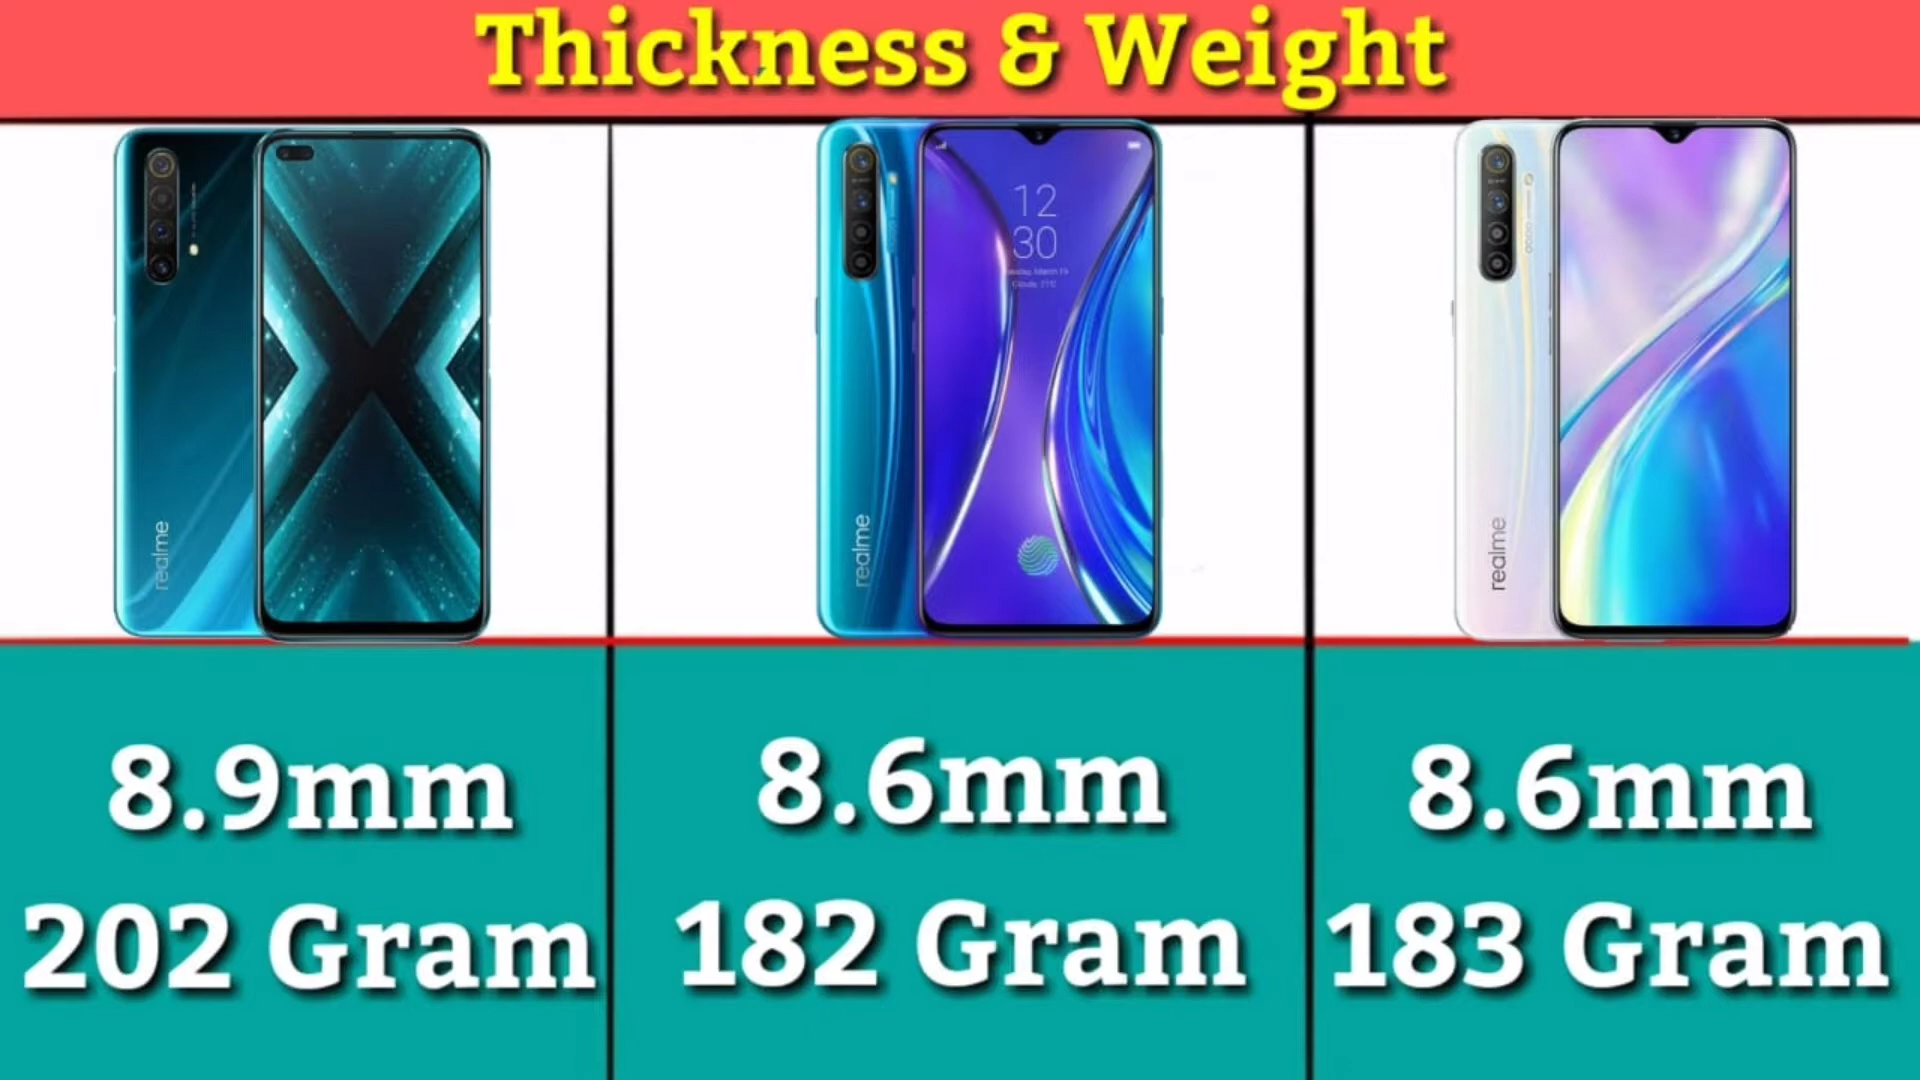 Thickness & Weight
realme
12
30
realme
realme
8.9mm
8.6mm
8.6mm
202 Gram
182 Gram
183 Gram